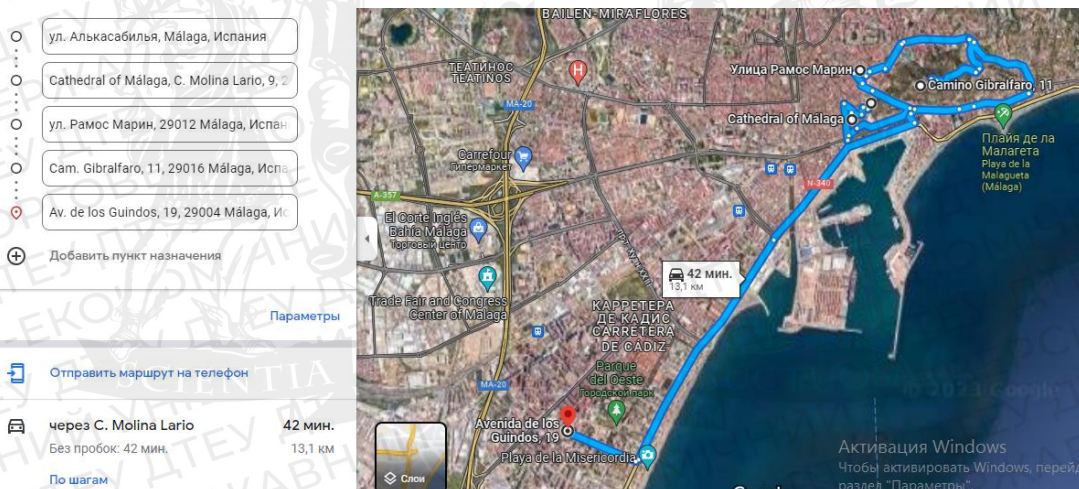 ул. Алькасабилья, Málaga, Испания
Cathedral of Málaga, C. Molina Lario, 9, 2
ул. Рамос Марин, 29012 Málaga, Испан
Cam. Gibralfaro, 11, 29016 Málaga, Испа
Av. de los Guindos, 19, 29004 Málaga, Ис
Добавить пункт назначения
Параметры
Отправить маршрут на телефон
SCIENTIA
через C. Molina Lario 42 мин.
Без пробок: 42 мин. 13,1 км
По шагам
BAILEN-MIRAFLORES
ТЕАТИНОС
TEATINOS
H
Улица Рамос Марин
Camino Gibralfaro, 11
MA-20
Cathedral of Málaga
Плайя де ла
Малагета
Playa de la
Malagueta
(Málaga)
Carrefour
Гипермаркет
N-340
A-357
El Corte Inglés
Bahía Málaga
Торговый центр
42 мин.
13,1 км
Trade Fair and Congress
Center of Málaga
КАРРЕТЕРА
ДЕ КАДИС
CARRETERA
DE CÁDIZ
Parque
del Oeste
Городской парк
MA-20
Avenida de los
Guindos, 19
Playa de la Misericordia
Слои
Активация Windows
Чтобы активировать Windows, перейд
раздел "Параметры".